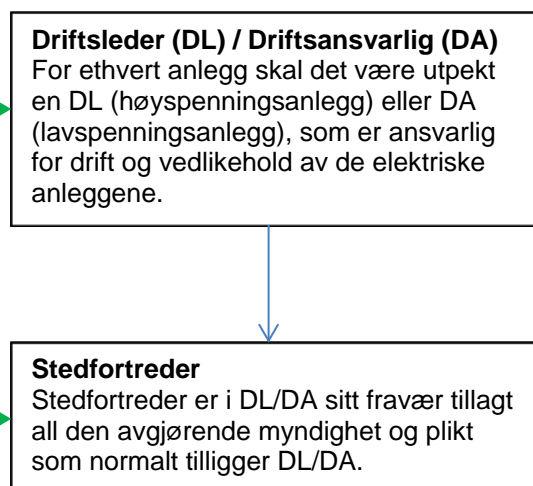 Driftsleder (DL) / Driftsansvarlig (DA)
For ethvert anlegg skal det være utpekt
en DL (høyspenningsanlegg) eller DA
(lavspenningsanlegg), som er ansvarlig
for drift og vedlikehold av de elektriske
anleggene.
Stedfortreder
Stedfortreder er i DL/DA sitt fravær tillagt
all den avgjørende myndighet og plikt
som normalt tilligger DL/DA.